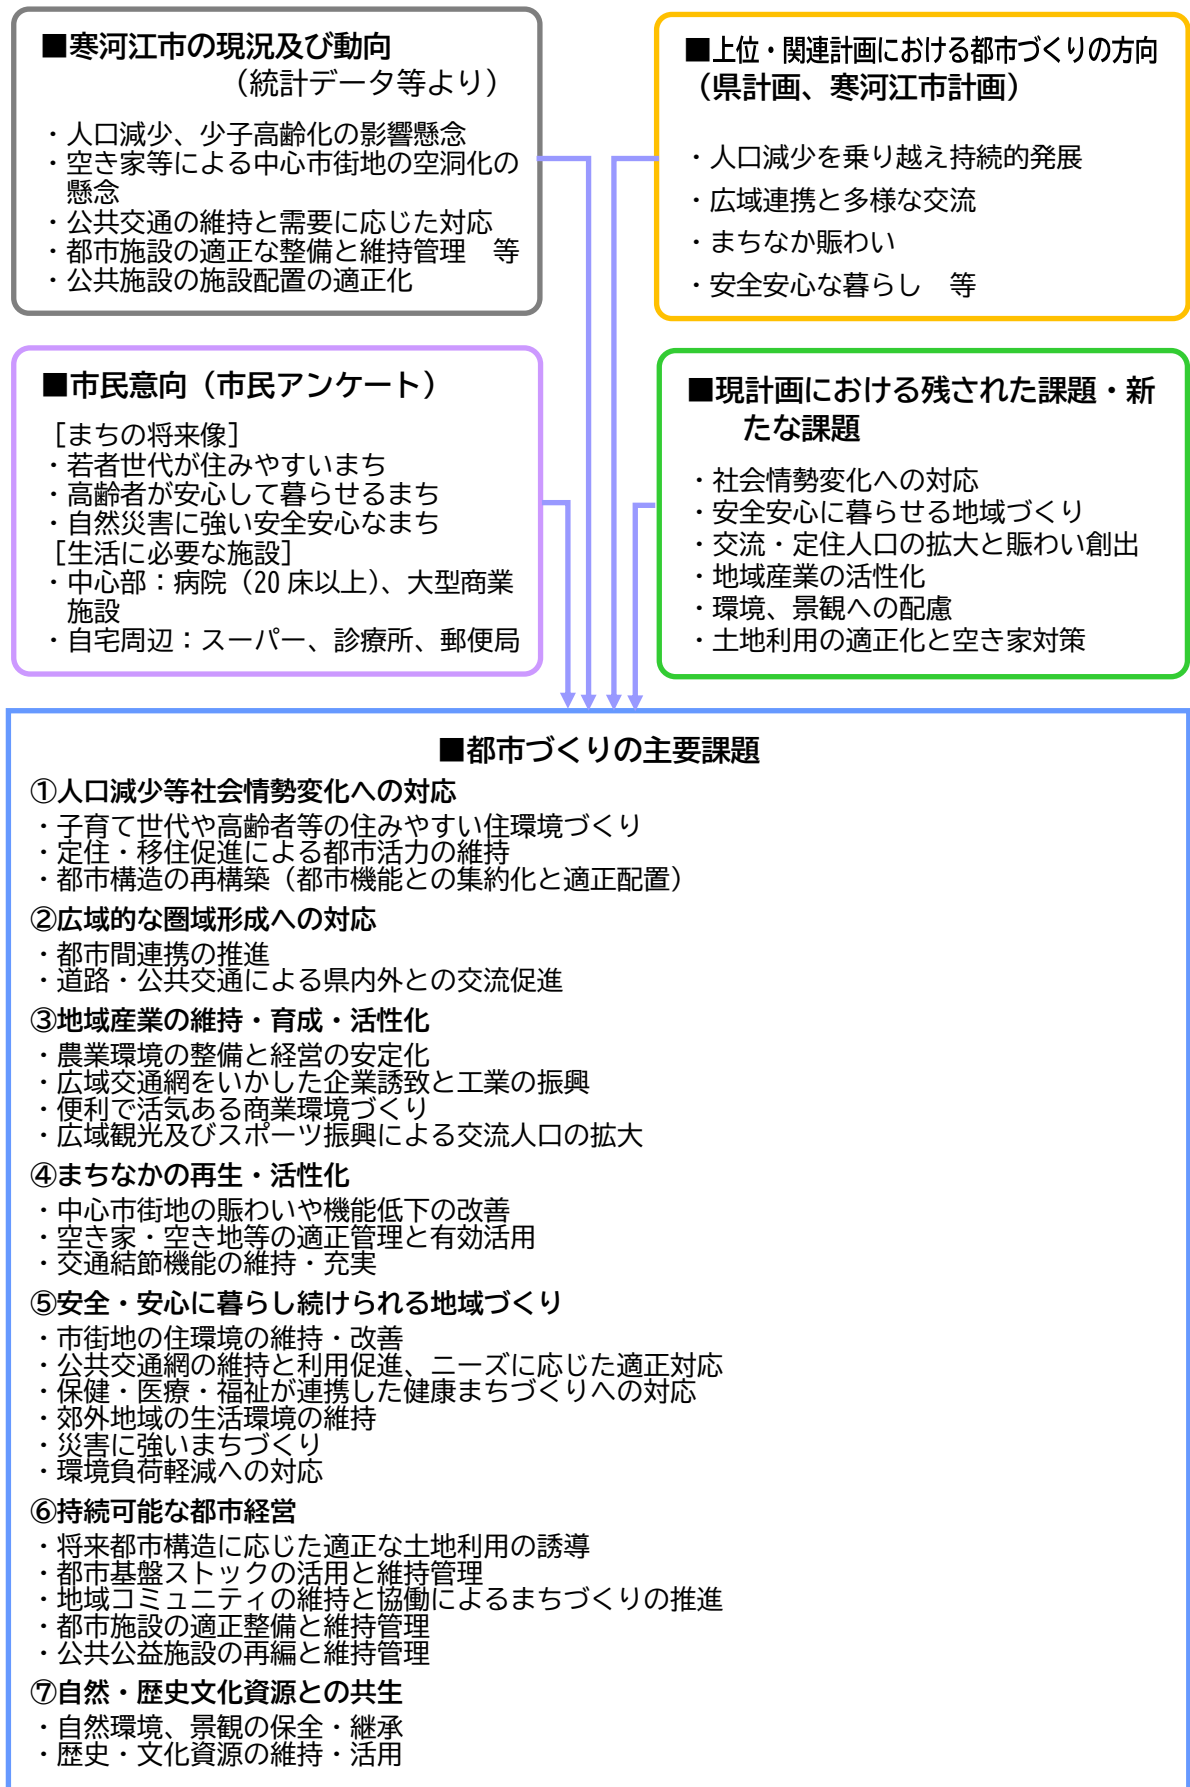 ■寒河江市の現況及び動向
（統計データ等より）
・人口減少、少子高齢化の影響懸念
・空き家等による中心市街地の空洞化の
懸念
・公共交通の維持と需要に応じた対応
・都市施設の適正な整備と維持管理　等
・公共施設の施設配置の適正化
■上位・関連計画における都市づくりの方向
（県計画、寒河江市計画）
・人口減少を乗り越え持続的発展
・広域連携と多様な交流
・まちなか賑わい
・安全安心な暮らし　等
■市民意向（市民アンケート）
［まちの将来像］
・若者世代が住みやすいまち
・高齢者が安心して暮らせるまち
・自然災害に強い安全安心なまち
［生活に必要な施設］
・中心部：病院（20 床以上）、大型商業
施設
・自宅周辺：スーパー、診療所、郵便局
■現計画における残された課題・新
たな課題
・社会情勢変化への対応
・安全安心に暮らせる地域づくり
・交流・定住人口の拡大と賑わい創出
・地域産業の活性化
・環境、景観への配慮
・土地利用の適正化と空き家対策
■都市づくりの主要課題
①人口減少等社会情勢変化への対応
・子育て世代や高齢者等の住みやすい住環境づくり
・定住・移住促進による都市活力の維持
・都市構造の再構築（都市機能との集約化と適正配置）
②広域的な圏域形成への対応
・都市間連携の推進
・道路・公共交通による県内外との交流促進
③地域産業の維持・育成・活性化
・農業環境の整備と経営の安定化
・広域交通網をいかした企業誘致と工業の振興
・便利で活気ある商業環境づくり
・広域観光及びスポーツ振興による交流人口の拡大
④まちなかの再生・活性化
・中心市街地の賑わいや機能低下の改善
・空き家・空き地等の適正管理と有効活用
・交通結節機能の維持・充実
⑤安全・安心に暮らし続けられる地域づくり
・市街地の住環境の維持・改善
・公共交通網の維持と利用促進、ニーズに応じた適正対応
・保健・医療・福祉が連携した健康まちづくりへの対応
・郊外地域の生活環境の維持
・災害に強いまちづくり
・環境負荷軽減への対応
⑥持続可能な都市経営
・将来都市構造に応じた適正な土地利用の誘導
・都市基盤ストックの活用と維持管理
・地域コミュニティの維持と協働によるまちづくりの推進
・都市施設の適正整備と維持管理
・公共公益施設の再編と維持管理
⑦自然・歴史文化資源との共生
・自然環境、景観の保全・継承
・歴史・文化資源の維持・活用